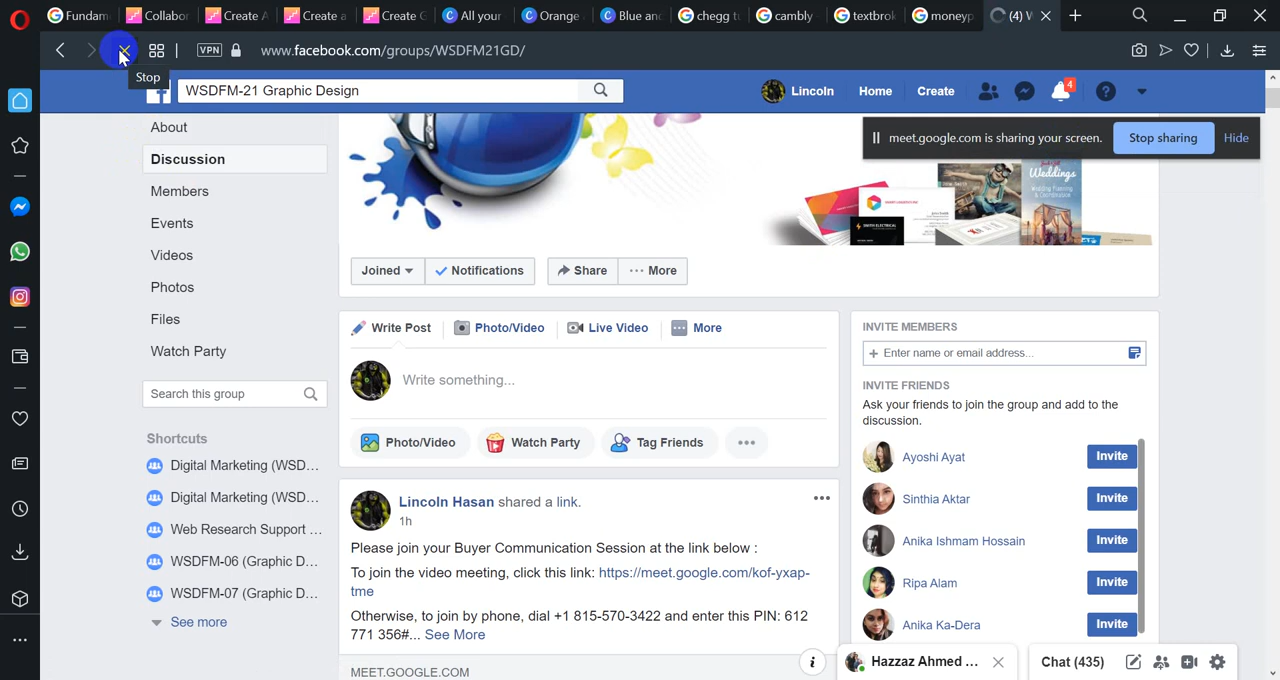 Fundam
Collabor
Create A
Create a
Create G
All your
Orange
Blue and
chegg tu
cambly
textbrok
moneyp
(4) W
VPN
www.facebook.com/groups/WSDFM21GD/
Stop
WSDFM-21 Graphic Design
Lincoln
Home
Create
4
meet.google.com is sharing your screen.
Stop sharing
Hide
About
Discussion
Members
Events
Videos
Photos
Files
Watch Party
Search this group
Shortcuts
Digital Marketing (WSD...
Digital Marketing (WSD...
Web Research Support ...
WSDFM-06 (Graphic D...
WSDFM-07 (Graphic D...
See more
Weddings
Joined
Notifications
Share
More
Write Post
Photo/Video
Live Video
More
Write something...
Photo/Video
Watch Party
Tag Friends
Lincoln Hasan shared a link.
1h
Please join your Buyer Communication Session at the link below :
To join the video meeting, click this link: https://meet.google.com/kof-yxap-
tme
Otherwise, to join by phone, dial +1 815-570-3422 and enter this PIN: 612
771 356#... See More
MEET.GOOGLE.COM
INVITE MEMBERS
+ Enter name or email address...
INVITE FRIENDS
Ask your friends to join the group and add to the
discussion.
Ayoshi Ayat
Invite
Sinthia Aktar
Invite
Anika Ishmam Hossain
Invite
Ripa Alam
Invite
Anika Ka-Dera
Invite
Hazzaz Ahmed ...
Chat (435)